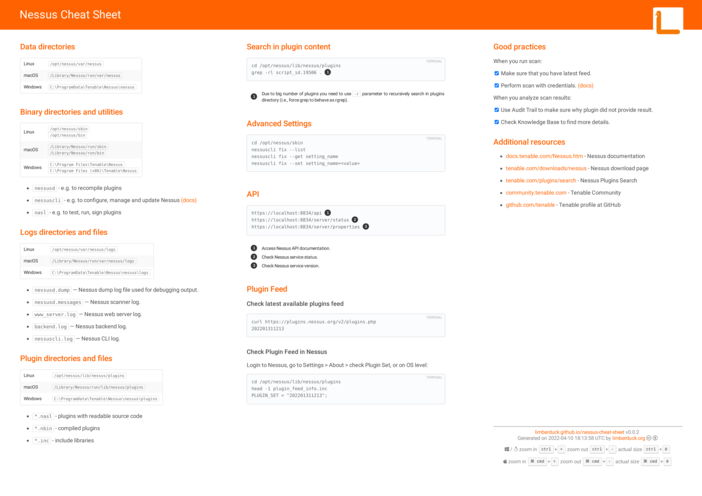 Nessus Cheat Sheet
Data directories
Linux /opt/nessus/var/nessus
macOS /Library/Nessus/run/var/nessus
Windows C:\ProgramData\Tenable\Nessus\nessus
Binary directories and utilities
Linux /opt/nessus/sbin
/opt/nessus/bin
macOS /Library/Nessus/run/sbin
/Library/Nessus/run/bin
Windows C:\Program Files\Tenable\Nessus
C:\Program Files (x86)\Tenable\Nessus
nessusd - e.g. to recompile plugins
nessuscli - e.g. to configure, manage and update Nessus (docs)
nasl - e.g. to test, run, sign plugins
Logs directories and files
Linux /opt/nessus/var/nessus/logs
macOS /Library/Nessus/run/var/nessus/logs
Windows C:\ProgramData\Tenable\Nessus\nessus\logs
nessusd.dump — Nessus dump log file used for debugging output.
nessusd.messages — Nessus scanner log.
www_server.log — Nessus web server log.
backend.log — Nessus backend log.
nessuscli.log — Nessus CLI log.
Plugin directories and files
Linux /opt/nessus/lib/nessus/plugins
macOS /Library/Nessus/run/lib/nessus/plugins
Windows C:\ProgramData\Tenable\Nessus\nessus\plugins
*.nasl - plugins with readable source code
*.nbin - compiled plugins
*.inc - include libraries
Search in plugin content
TERMINAL
cd /opt/nessus/lib/nessus/plugins
grep -rl script_id.19506 . 1
1 Due to big number of plugins you need to use -r parameter to recursively search in plugins
directory (i.e., force grep to behave as rgrep).
Advanced Settings
TERMINAL
cd /opt/nessus/sbin
nessuscli fix --list
nessuscli fix --get setting_name
nessuscli fix --set setting_name=<value>
API
https://localhost:8834/api 1
https://localhost:8834/server/status 2
https://localhost:8834/server/properties 3
1 Access Nessus API documentation.
2 Check Nessus service status.
3 Check Nessus service version.
Plugin Feed
Check latest available plugins feed
TERMINAL
curl https://plugins.nessus.org/v2/plugins.php
202201311213
Check Plugin Feed in Nessus
Login to Nessus, go to Settings > About > check Plugin Set, or on OS level:
TERMINAL
cd /opt/nessus/lib/nessus/plugins
head -1 plugin_feed_info.inc
PLUGIN_SET = "202201311213";
Good practices
When you run scan:
Make sure that you have latest feed.
Perform scan with credentials. (docs)
When you analyze scan results:
Use Audit Trail to make sure why plugin did not provide result.
Check Knowledge Base to find more details.
Additional resources
docs.tenable.com/Nessus.htm - Nessus documentation
tenable.com/downloads/nessus - Nessus download page
tenable.com/plugins/search - Nessus Plugins Search
community.tenable.com - Tenable Community
github.com/tenable - Tenable profile at GitHub
limberduck.github.io/nessus-cheat-sheet v0.0.2
Generated on 2022-04-10 18:13:58 UTC by limberduck.org
/ zoom in ctrl + + zoom out ctrl + - actual size ctrl + 0
zoom in ⌘ cmd + + zoom out ⌘ cmd + - actual size ⌘ cmd + 0